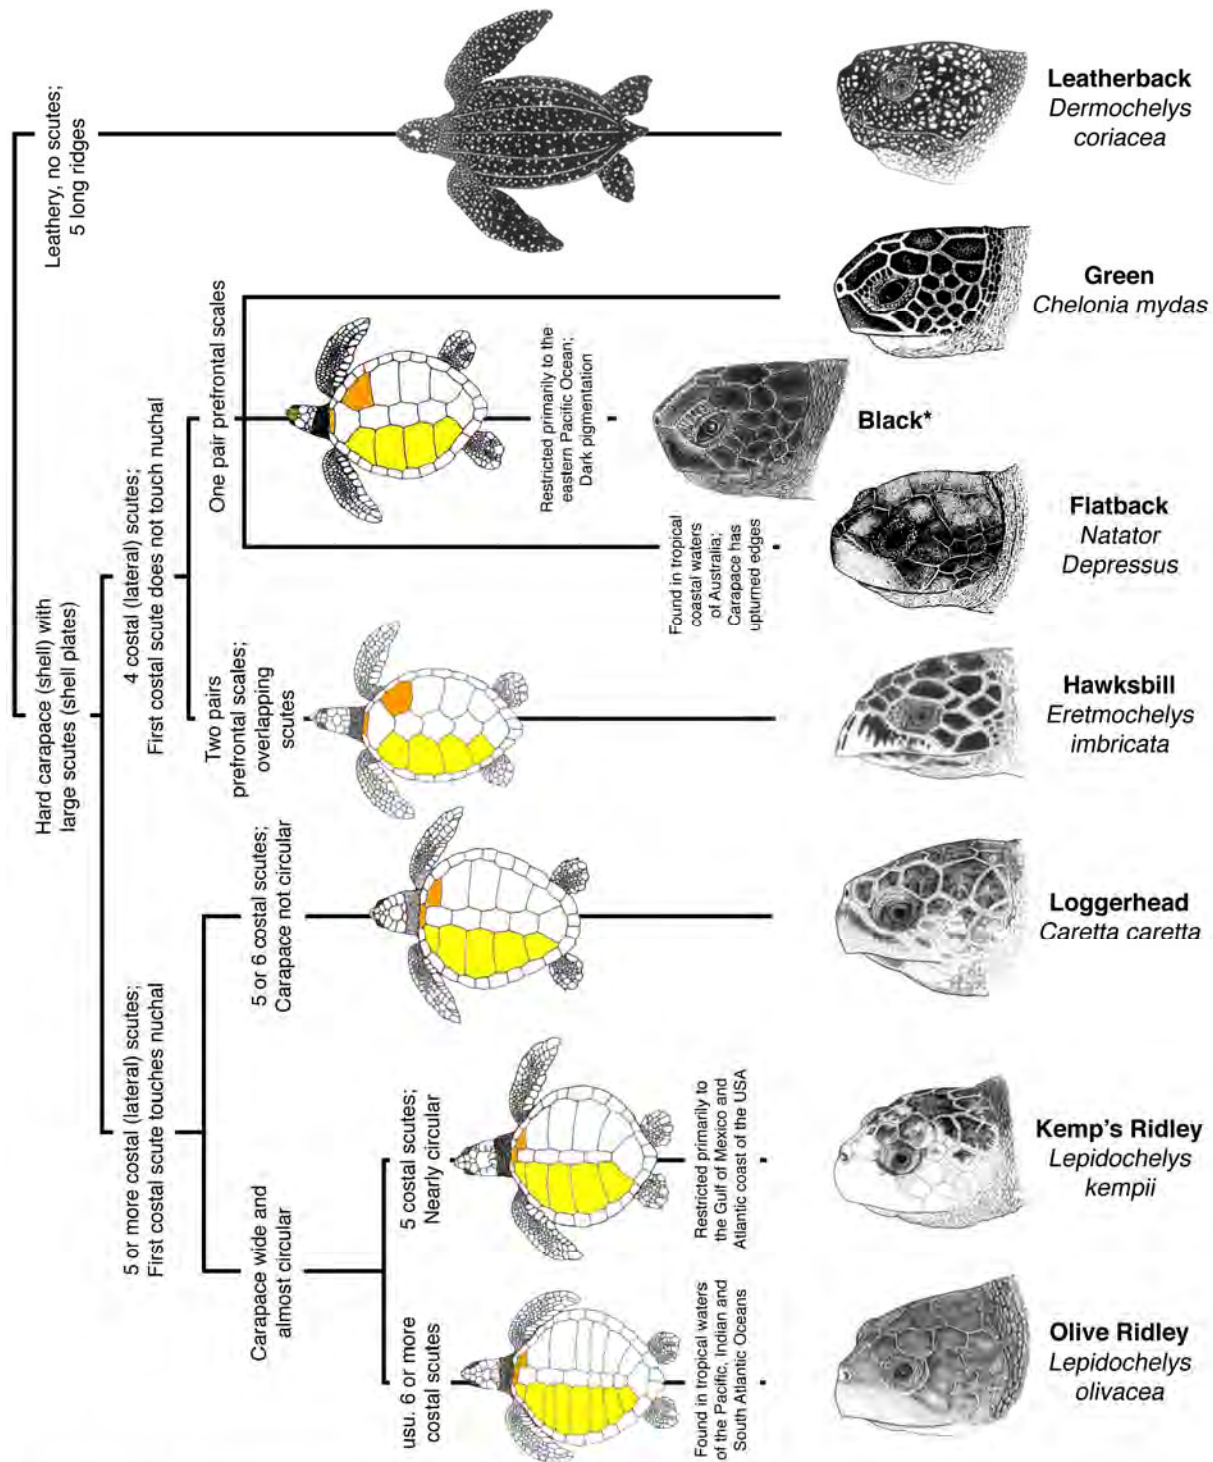 Leathery, no scutes;
5 long ridges
Leatherback
Dermochelys
coriacea
Hard carapace (shell) with
large scutes (shell plates)
4 costal (lateral) scutes;
First costal scute does not touch nuchal
One pair prefrontal scales
Green
Chelonia mydas
Restricted primarily to the
eastern Pacific Ocean;
Dark pigmentation
Black*
Found in tropical
coastal waters
of Australia;
Carapace has
upturned edges
Flatback
Natator
Depressus
Two pairs
prefrontal scales;
overlapping
scutes
Hawksbill
Eretmochelys
imbricata
5 or more costal (lateral) scutes;
First costal scute touches nuchal
5 or 6 costal scutes;
Carapace not circular
Loggerhead
Caretta caretta
Carapace wide and
almost circular
5 costal scutes;
Nearly circular
Restricted primarily to
the Gulf of Mexico and
Atlantic coast of the USA
Kemp's Ridley
Lepidochelys
kempii
usu. 6 or more
costal scutes
Found in tropical waters
of the Pacific, Indian and
South Atlantic Oceans
Olive Ridley
Lepidochelys
olivacea